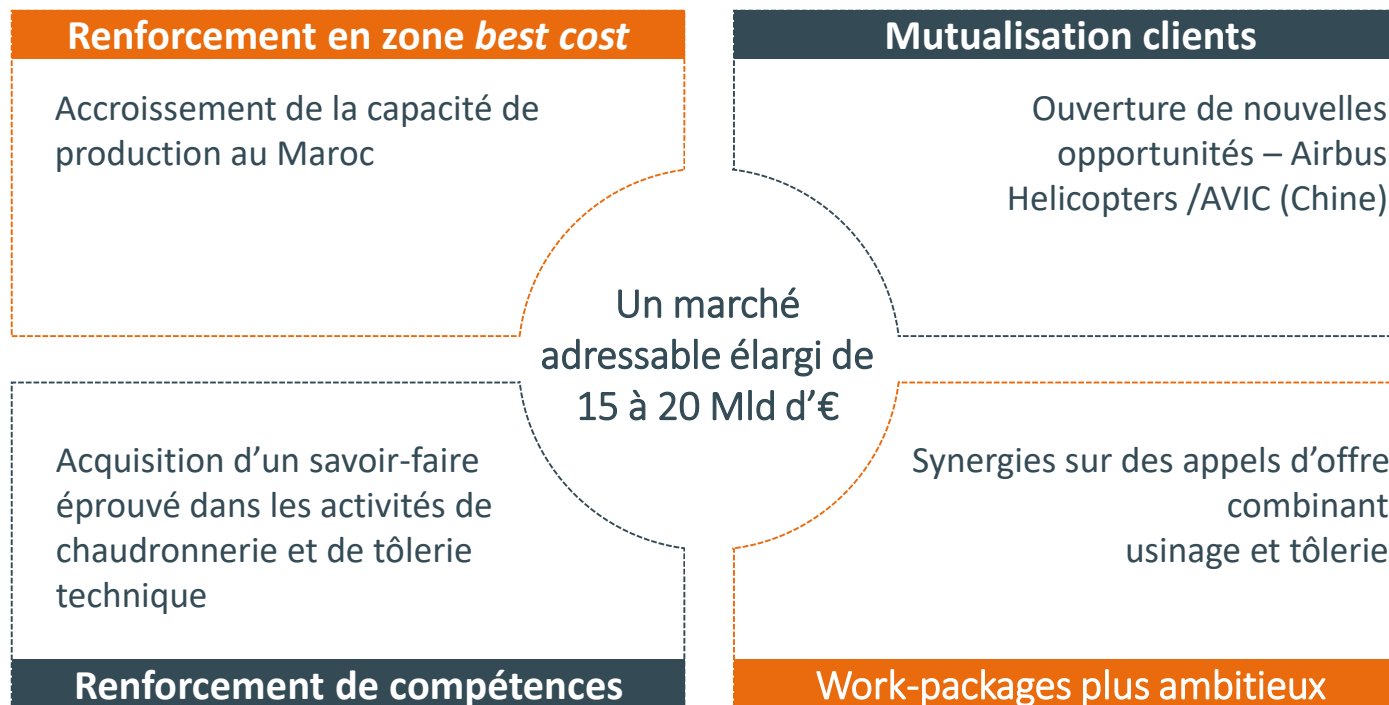 Renforcement en zone best cost
Accroissement de la capacité de
production au Maroc
Mutualisation clients
Ouverture de nouvelles
opportunités – Airbus
Helicopters /AVIC (Chine)
Un marché
adressable élargi de
15 à 20 Mld d’€
Acquisition d’un savoir-faire
éprouvé dans les activités de
chaudronnerie et de tôlerie
technique
Renforcement de compétences
Synergies sur des appels d’offre
combinant
usinage et tôlerie
Work-packages plus ambitieux